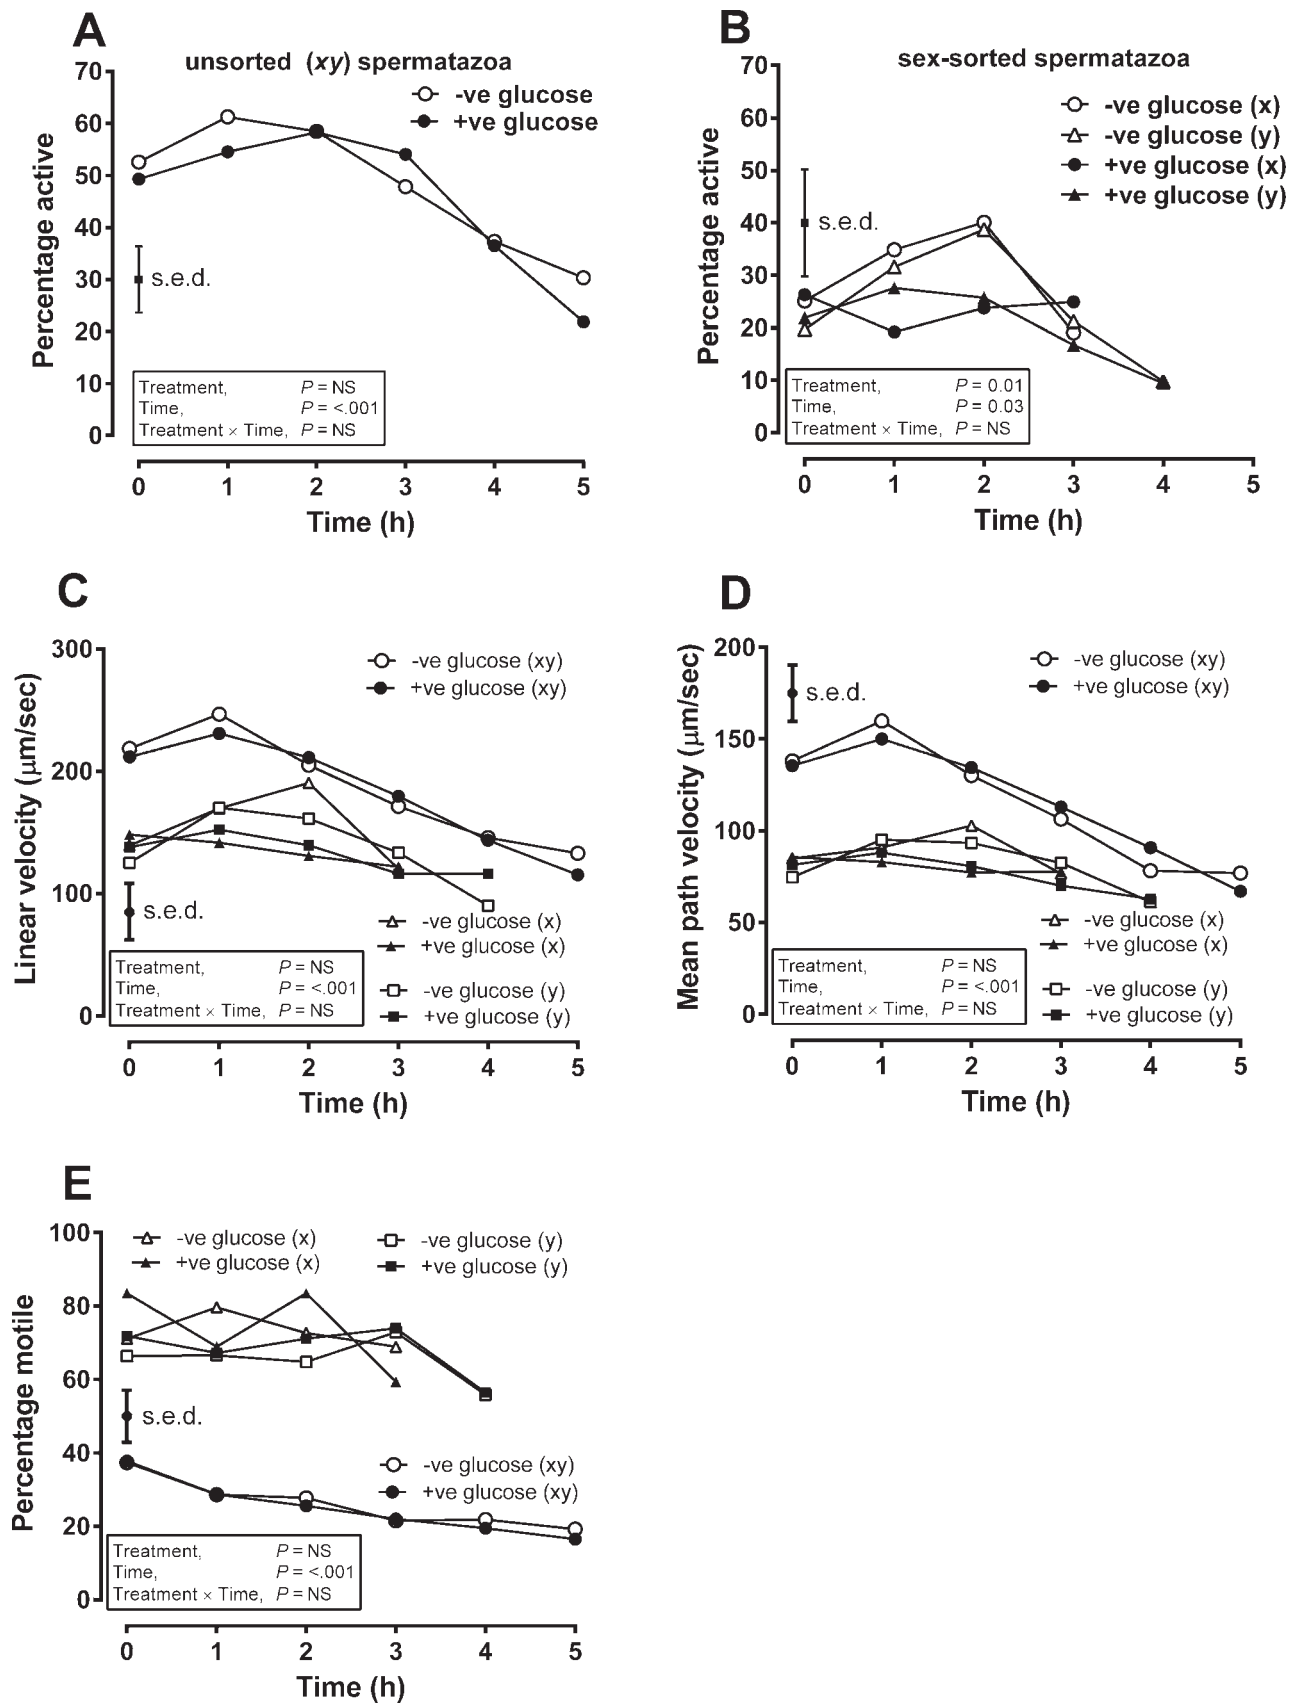 A
unsorted (xy) spermatazoa
-ve glucose
+ve glucose
Percentage active
70
60
50
40
30
20
10
0
s.e.d.
Treatment, P = NS
Time, P = <.001
Treatment × Time, P = NS
0 1 2 3 4 5
Time (h)
B
sex-sorted spermatazoa
-ve glucose (x)
-ve glucose (y)
+ve glucose (x)
+ve glucose (y)
Percentage active
70
60
50
40
30
20
10
0
s.e.d.
Treatment, P = 0.01
Time, P = 0.03
Treatment × Time, P = NS
0 1 2 3 4 5
Time (h)
C
-ve glucose (xy)
+ve glucose (xy)
Linear velocity (μm/sec)
300
200
100
0
s.e.d.
-ve glucose (x)
+ve glucose (x)
-ve glucose (y)
+ve glucose (y)
Treatment, P = NS
Time, P = <.001
Treatment × Time, P = NS
0 1 2 3 4 5
Time (h)
D
-ve glucose (xy)
+ve glucose (xy)
Mean path velocity (μm/sec)
200
150
100
50
0
s.e.d.
-ve glucose (x)
+ve glucose (x)
-ve glucose (y)
+ve glucose (y)
Treatment, P = NS
Time, P = <.001
Treatment × Time, P = NS
0 1 2 3 4 5
Time (h)
E
-ve glucose (x)
+ve glucose (x)
-ve glucose (y)
+ve glucose (y)
Percentage motile
100
80
60
40
20
0
s.e.d.
-ve glucose (xy)
+ve glucose (xy)
Treatment, P = NS
Time, P = <.001
Treatment × Time, P = NS
0 1 2 3 4 5
Time (h)